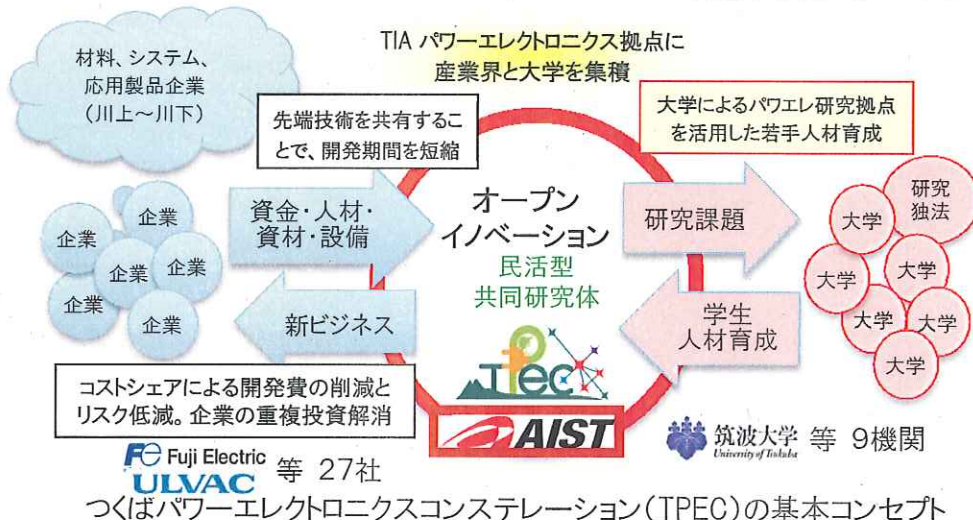 材料、システム、
応用製品企業
（川上～川下）
TIA パワーエレクトロニクス拠点に
産業界と大学を集積
先端技術を共有するこ
とで、開発期間を短縮
大学によるパワエレ研究拠点
を活用した若手人材育成
企業
企業
企業
企業
企業
企業
資金・人材・
資材・設備
新ビジネス
オープン
イノベーション
民活型
共同研究体
TPEC
AIST
研究課題
学生
人材育成
研究
独法
大学
大学
大学
大学
大学
大学
コストシェアによる開発費の削減と
リスク低減。企業の重複投資解消
Fe Fuji Electric
ULVAC
等 27社
筑波大学
University of Tsukuba
等 9機関
つくばパワーエレクトロニクスコンステレーション(TPEC)の基本コンセプト